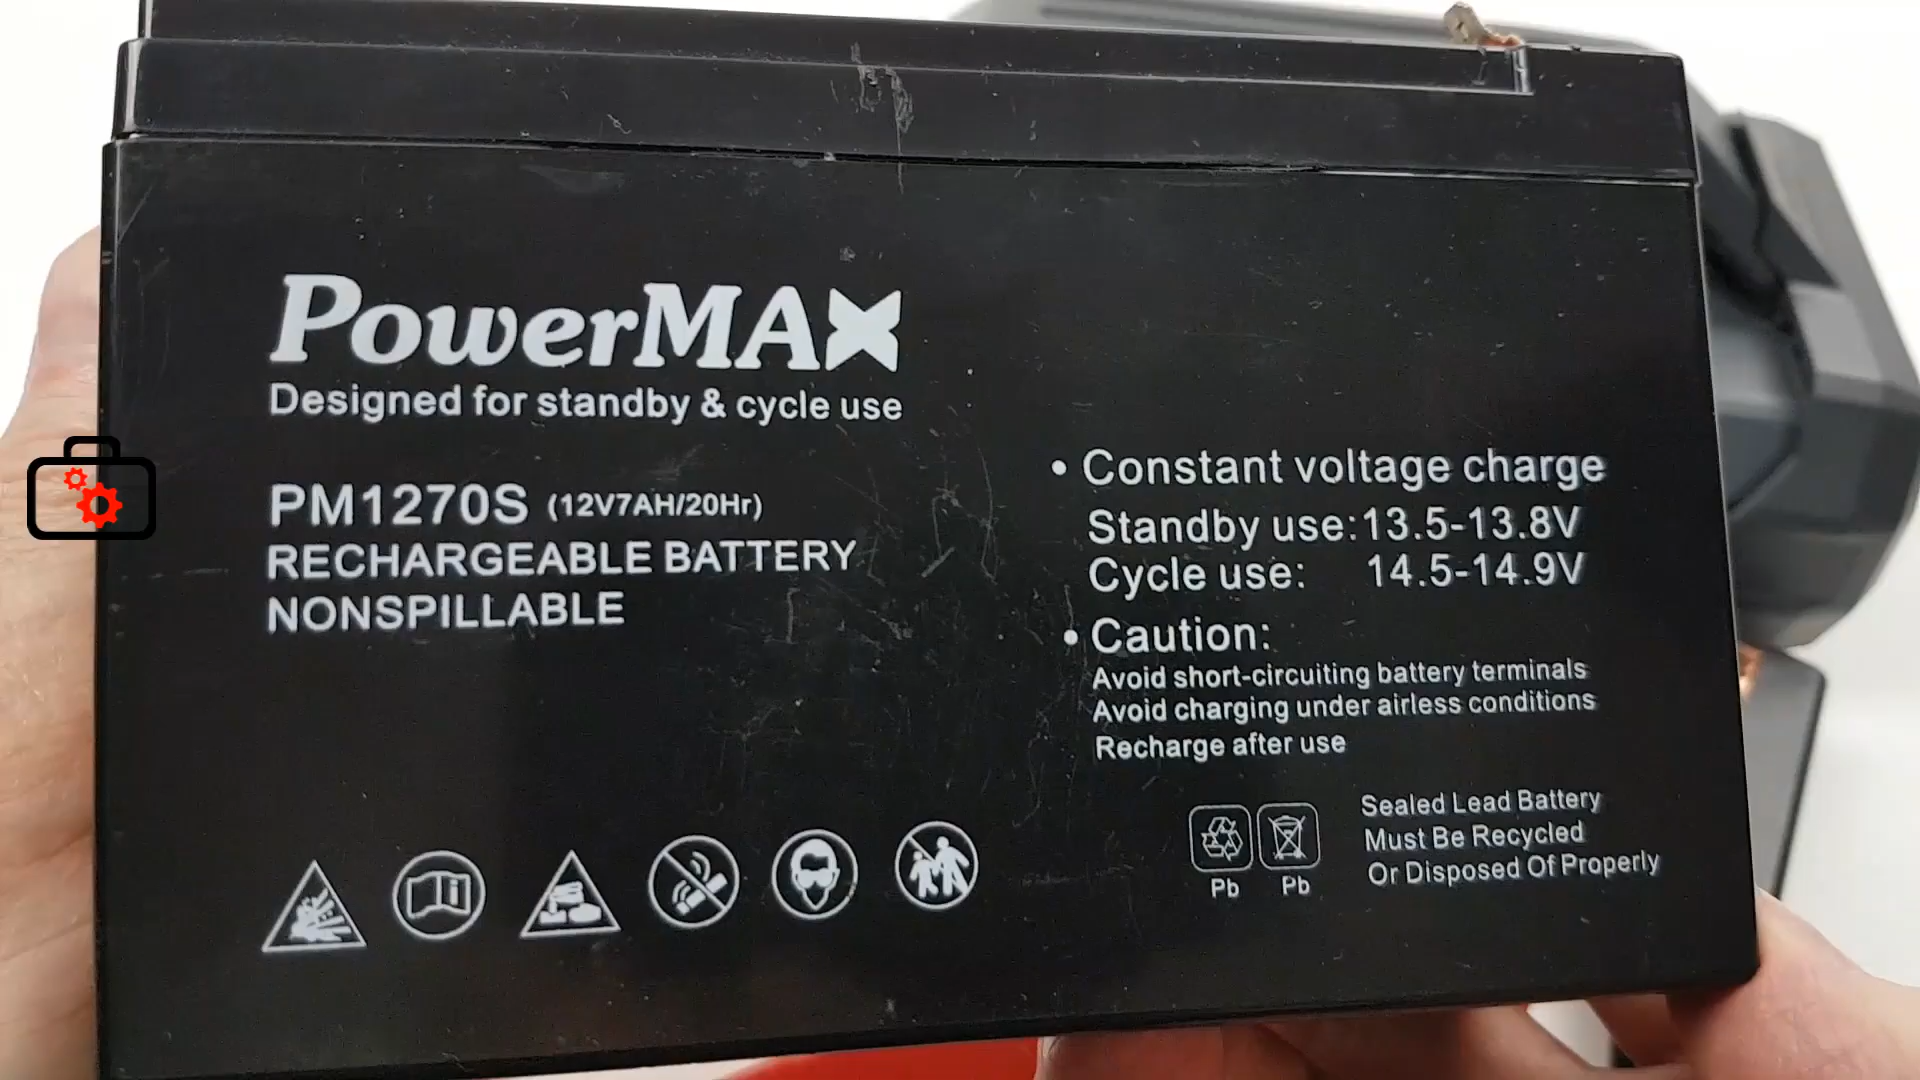 PowerMAX
Designed for standby & cycle use
PM1270S (12V7AH/20Hr)
RECHARGEABLE BATTERY
NONSPILLABLE
• Constant voltage charge
Standby use:13.5-13.8V
Cycle use: 14.5-14.9V
• Caution:
Avoid short-circuiting battery terminals
Avoid charging under airless conditions
Recharge after use
Pb Pb
Sealed Lead Battery
Must Be Recycled
Or Disposed Of Properly